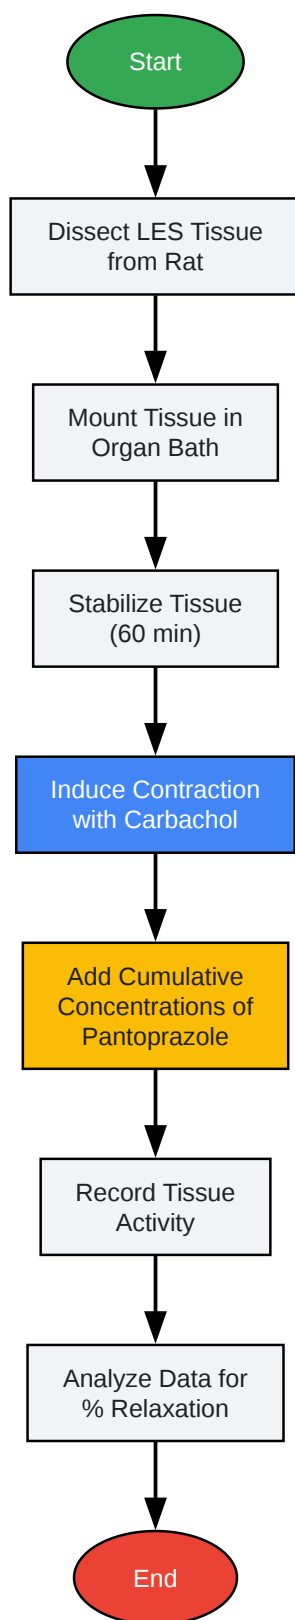 Start
Dissect LES Tissue
from Rat
Mount Tissue in
Organ Bath
Stabilize Tissue
(60 min)
Induce Contraction
with Carbachol
Add Cumulative
Concentrations of
Pantoprazole
Record Tissue
Activity
Analyze Data for
% Relaxation
End